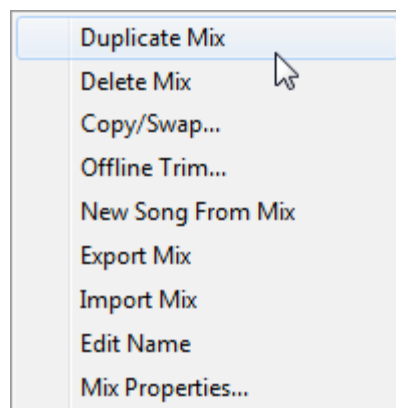 Duplicate Mix
Delete Mix
Copy/Swap...
Offline Trim...
New Song From Mix
Export Mix
Import Mix
Edit Name
Mix Properties...